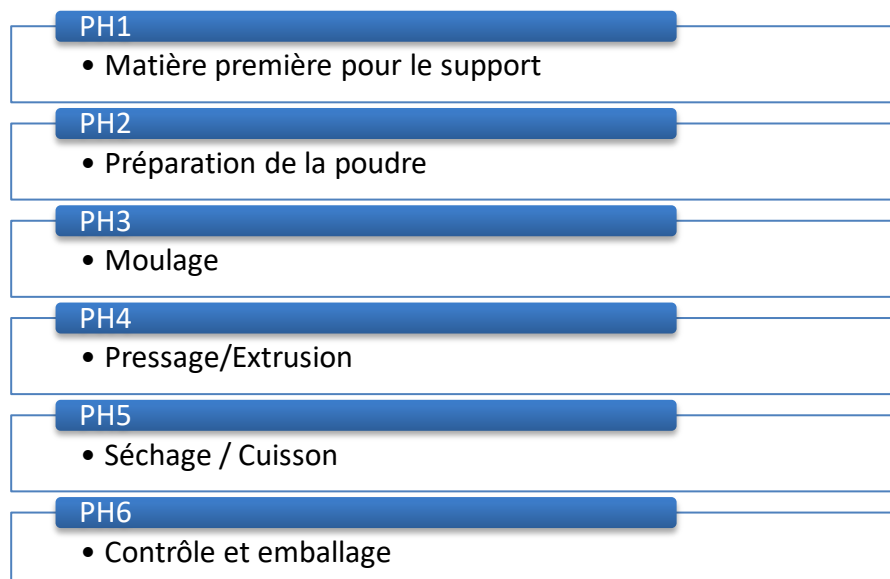 PH1
• Matière première pour le support
PH2
• Préparation de la poudre
PH3
• Moulage
PH4
• Pressage/Extrusion
PH5
• Séchage / Cuisson
PH6
• Contrôle et emballage